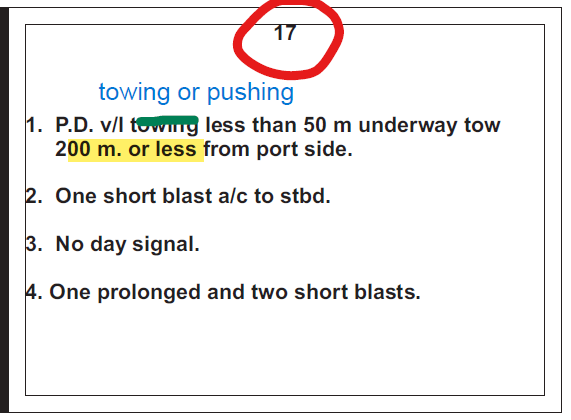 17
towing or pushing
1. P.D. v/l towing less than 50 m underway tow
200 m. or less from port side.
2. One short blast a/c to stbd.
3. No day signal.
4. One prolonged and two short blasts.